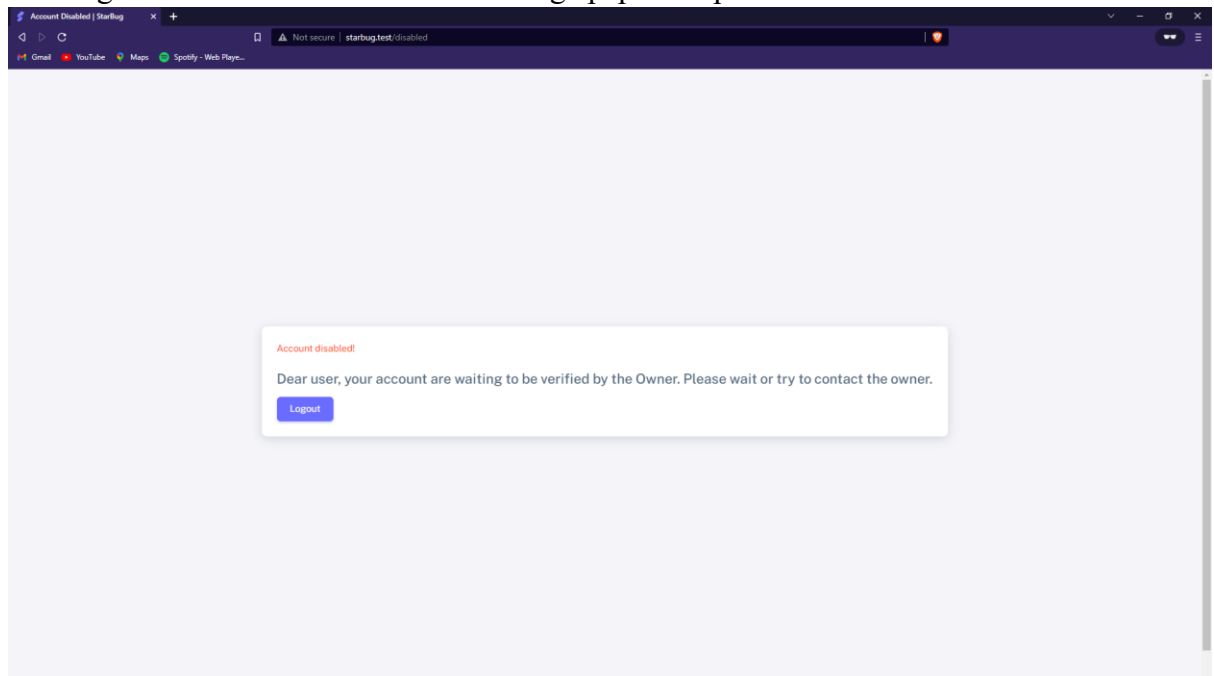 Account Disabled | StarBug
Not secure | starbug.test/disabled
Gmail YouTube Maps Spotify - Web Playe...
Account disabled!
Dear user, your account are waiting to be verified by the Owner. Please wait or try to contact the owner.
Logout